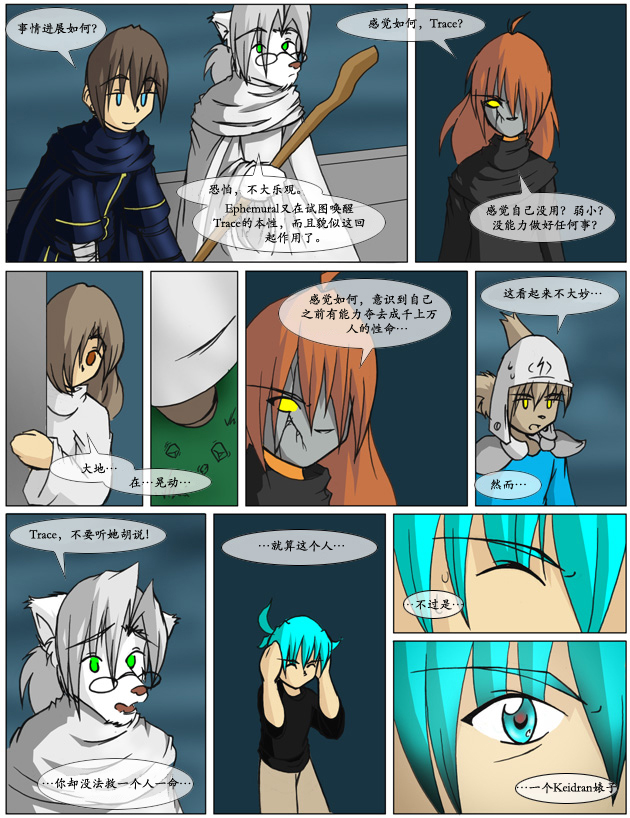 事情进展如何?
恐怕，不大乐观。
Ephemural又在试图唤醒
Trace的本性，而且貌似这回
起作用了。
感觉如何，Trace?
感觉自己没用？弱小？
没能力做好任何事?
大地…
在…晃动…
感觉如何，意识到自己
之前有能力夺去成千上万
人的性命…
这看起来不大妙…
然而…
Trace，不要听她胡说!
…你却没法救一个人一命…
…就算这个人…
…不过是…
…一个Keidran婊子